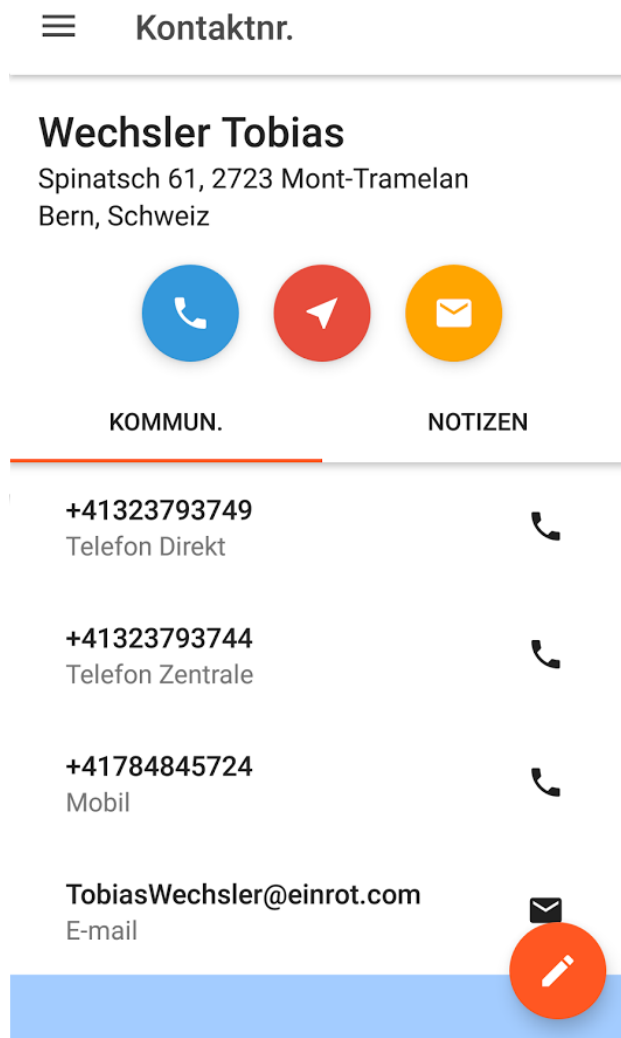 Kontaktnr.
Wechsler Tobias
Spinatsch 61, 2723 Mont-Tramelan
Bern, Schweiz
KOMMUN. NOTIZEN
+41323793749
Telefon Direkt
+41323793744
Telefon Zentrale
+41784845724
Mobil
TobiasWechsler@einrot.com
E-mail